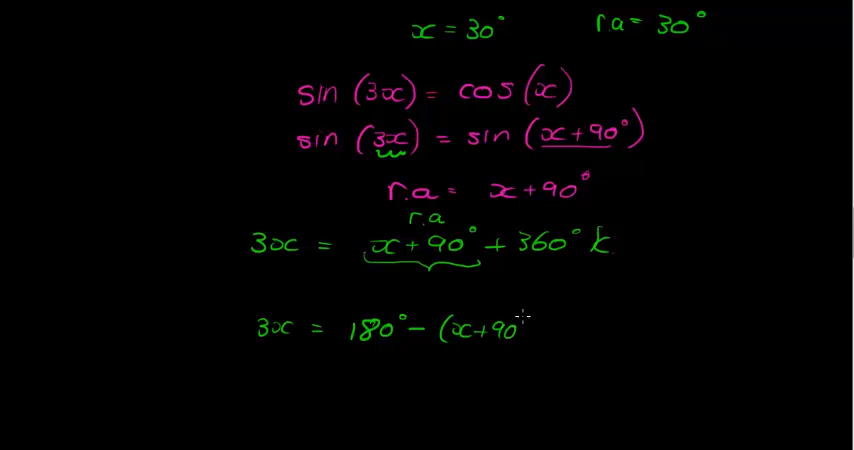 x = 30° r.a = 30°
sin (3x) = cos (x)
sin (3x) = sin (x + 90°)
r.a = x + 90°
r.a
3x = x + 90° + 360° k
3x = 180° - (x + 90